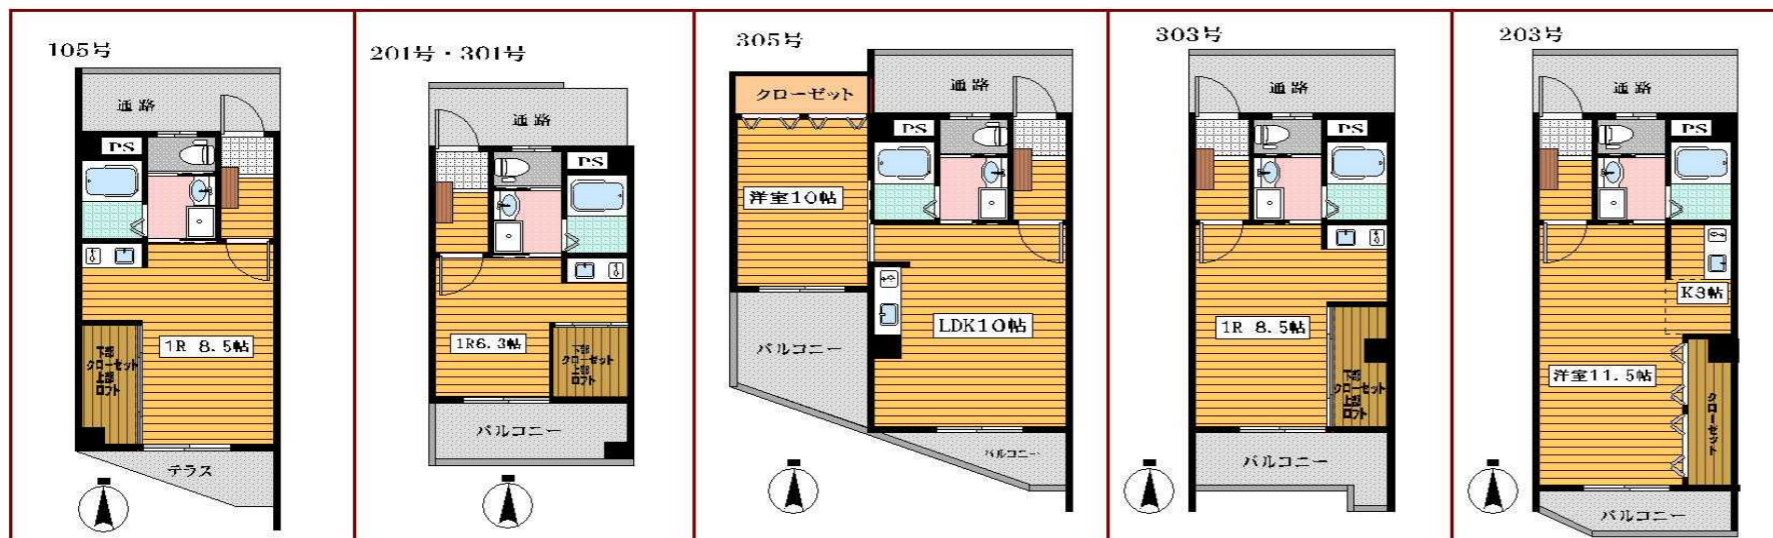 105号
通路
PS
1R 8.5帖
下部
クローゼット
上部
ロフト
テラス
201号・301号
通路
PS
1R6.3帖
下部
クローゼット
上部
ロフト
バルコニー
305号
クローゼット
通路
PS
洋室10帖
LDK10帖
バルコニー
バルコニー
303号
通路
PS
1R 8.5帖
下部
クローゼット
上部
ロフト
バルコニー
203号
通路
PS
K3帖
洋室11.5帖
クローゼット
バルコニー